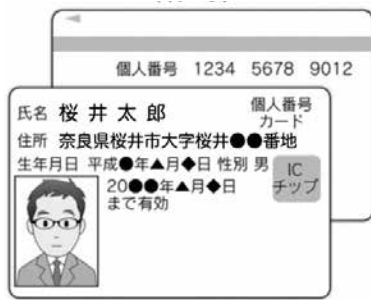 個人番号 1234 5678 9012
氏名 桜井太郎
個人番号
カード
住所 奈良県桜井市大字桜井●●番地
生年月日 平成●年▲月◆日 性別 男
IC
チップ
20●●年▲月◆日
まで有効